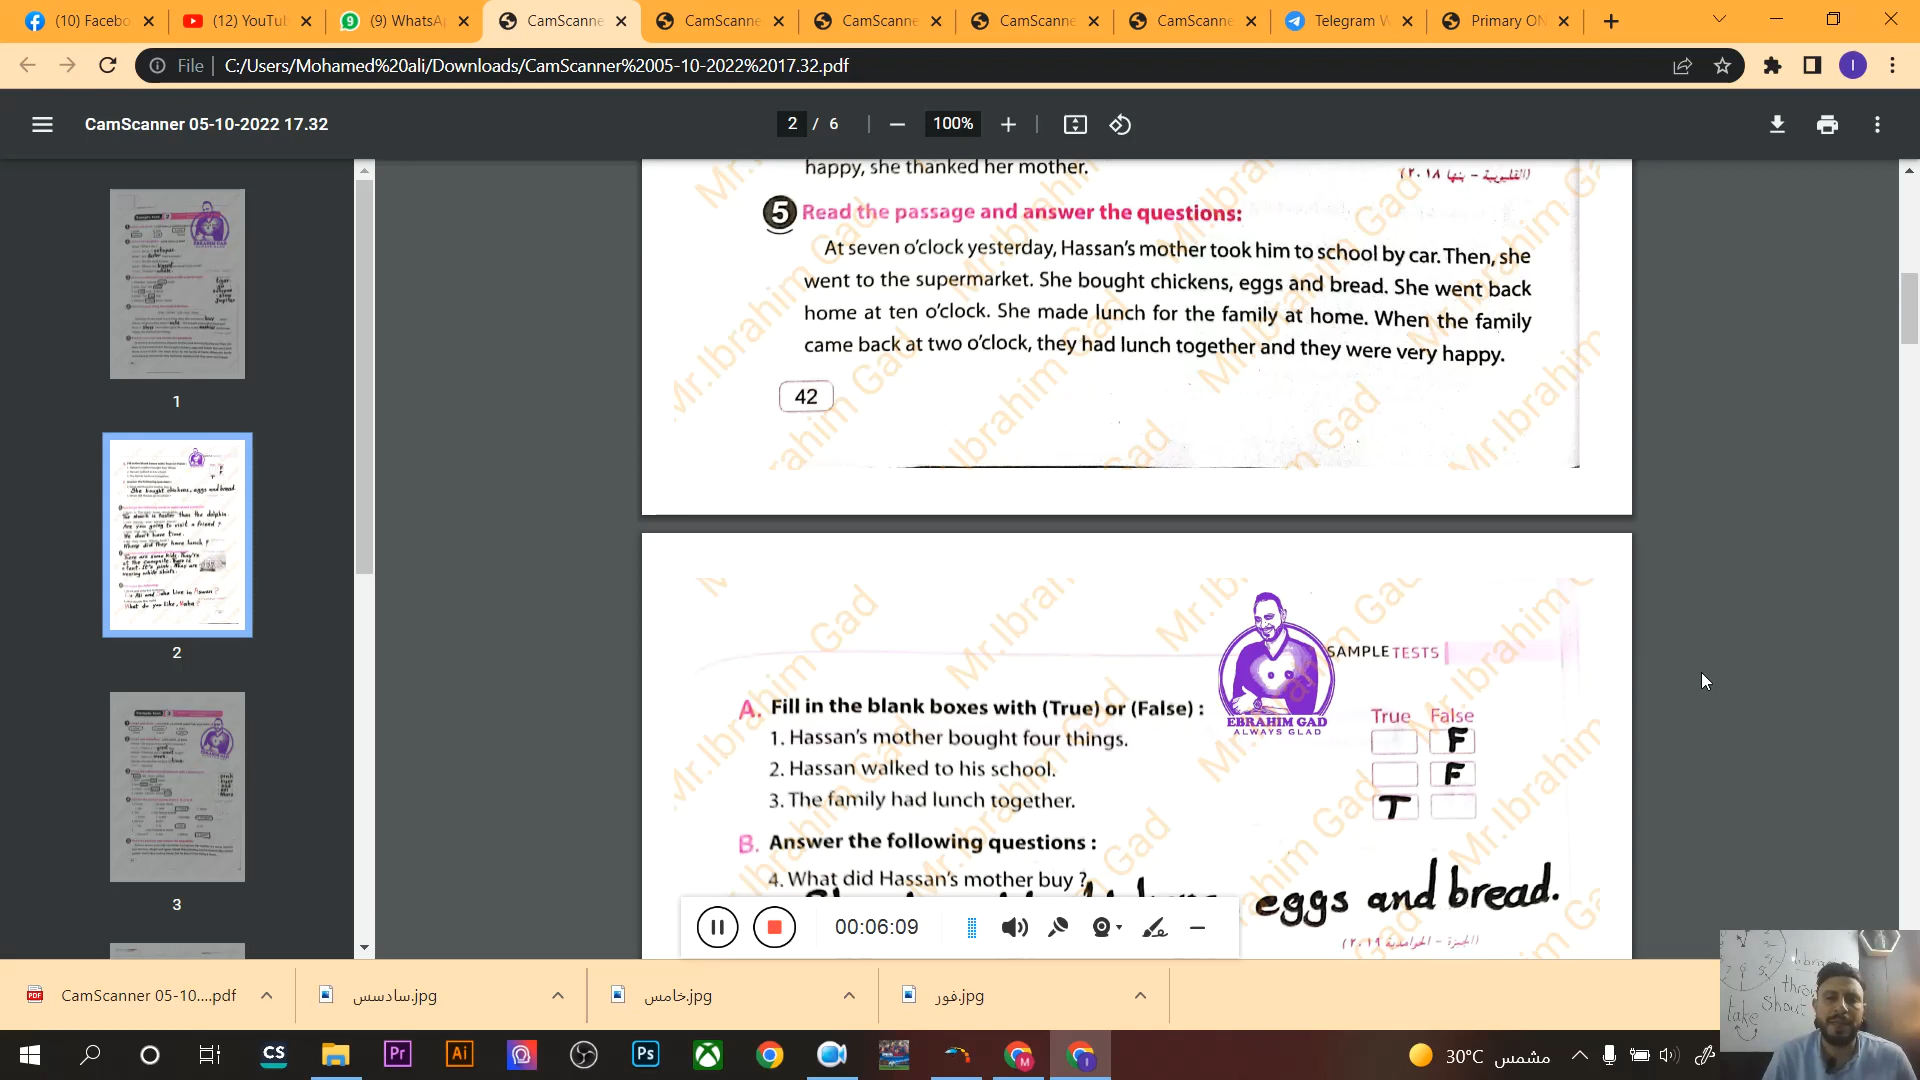 (10) Facebo
(12) YouTu
(9) WhatsA
CamScanne
CamScanne
CamScanne
CamScanne
CamScanne
Telegram W
Primary ON
File
C:/Users/Mohamed%20ali/Downloads/CamScanner%2005-10-2022%2017.32.pdf
CamScanner 05-10-2022 17.32
2 / 6
100%
1
2
3
happy, she thanked her mother.
(القليوبية - بنها ٢٠١٨)
5 Read the passage and answer the questions:
At seven o'clock yesterday, Hassan's mother took him to school by car. Then, she
went to the supermarket. She bought chickens, eggs and bread. She went back
home at ten o'clock. She made lunch for the family at home. When the family
came back at two o'clock, they had lunch together and they were very happy.
42
Mr.Ibrahim Gad
EBRAHIM GAD
ALWAYS GLAD
SAMPLE TESTS
A. Fill in the blank boxes with (True) or (False) :
True False
1. Hassan's mother bought four things.
F
2. Hassan walked to his school.
F
3. The family had lunch together.
T
B. Answer the following questions :
4. What did Hassan's mother buy ?
eggs and bread.
(الجيزة - الحوامدية ٢٠١٩)
00:06:09
CamScanner 05-10....pdf
سادسس.jpg
خامس.jpg
فور.jpg
take
shout
30°C مشمس